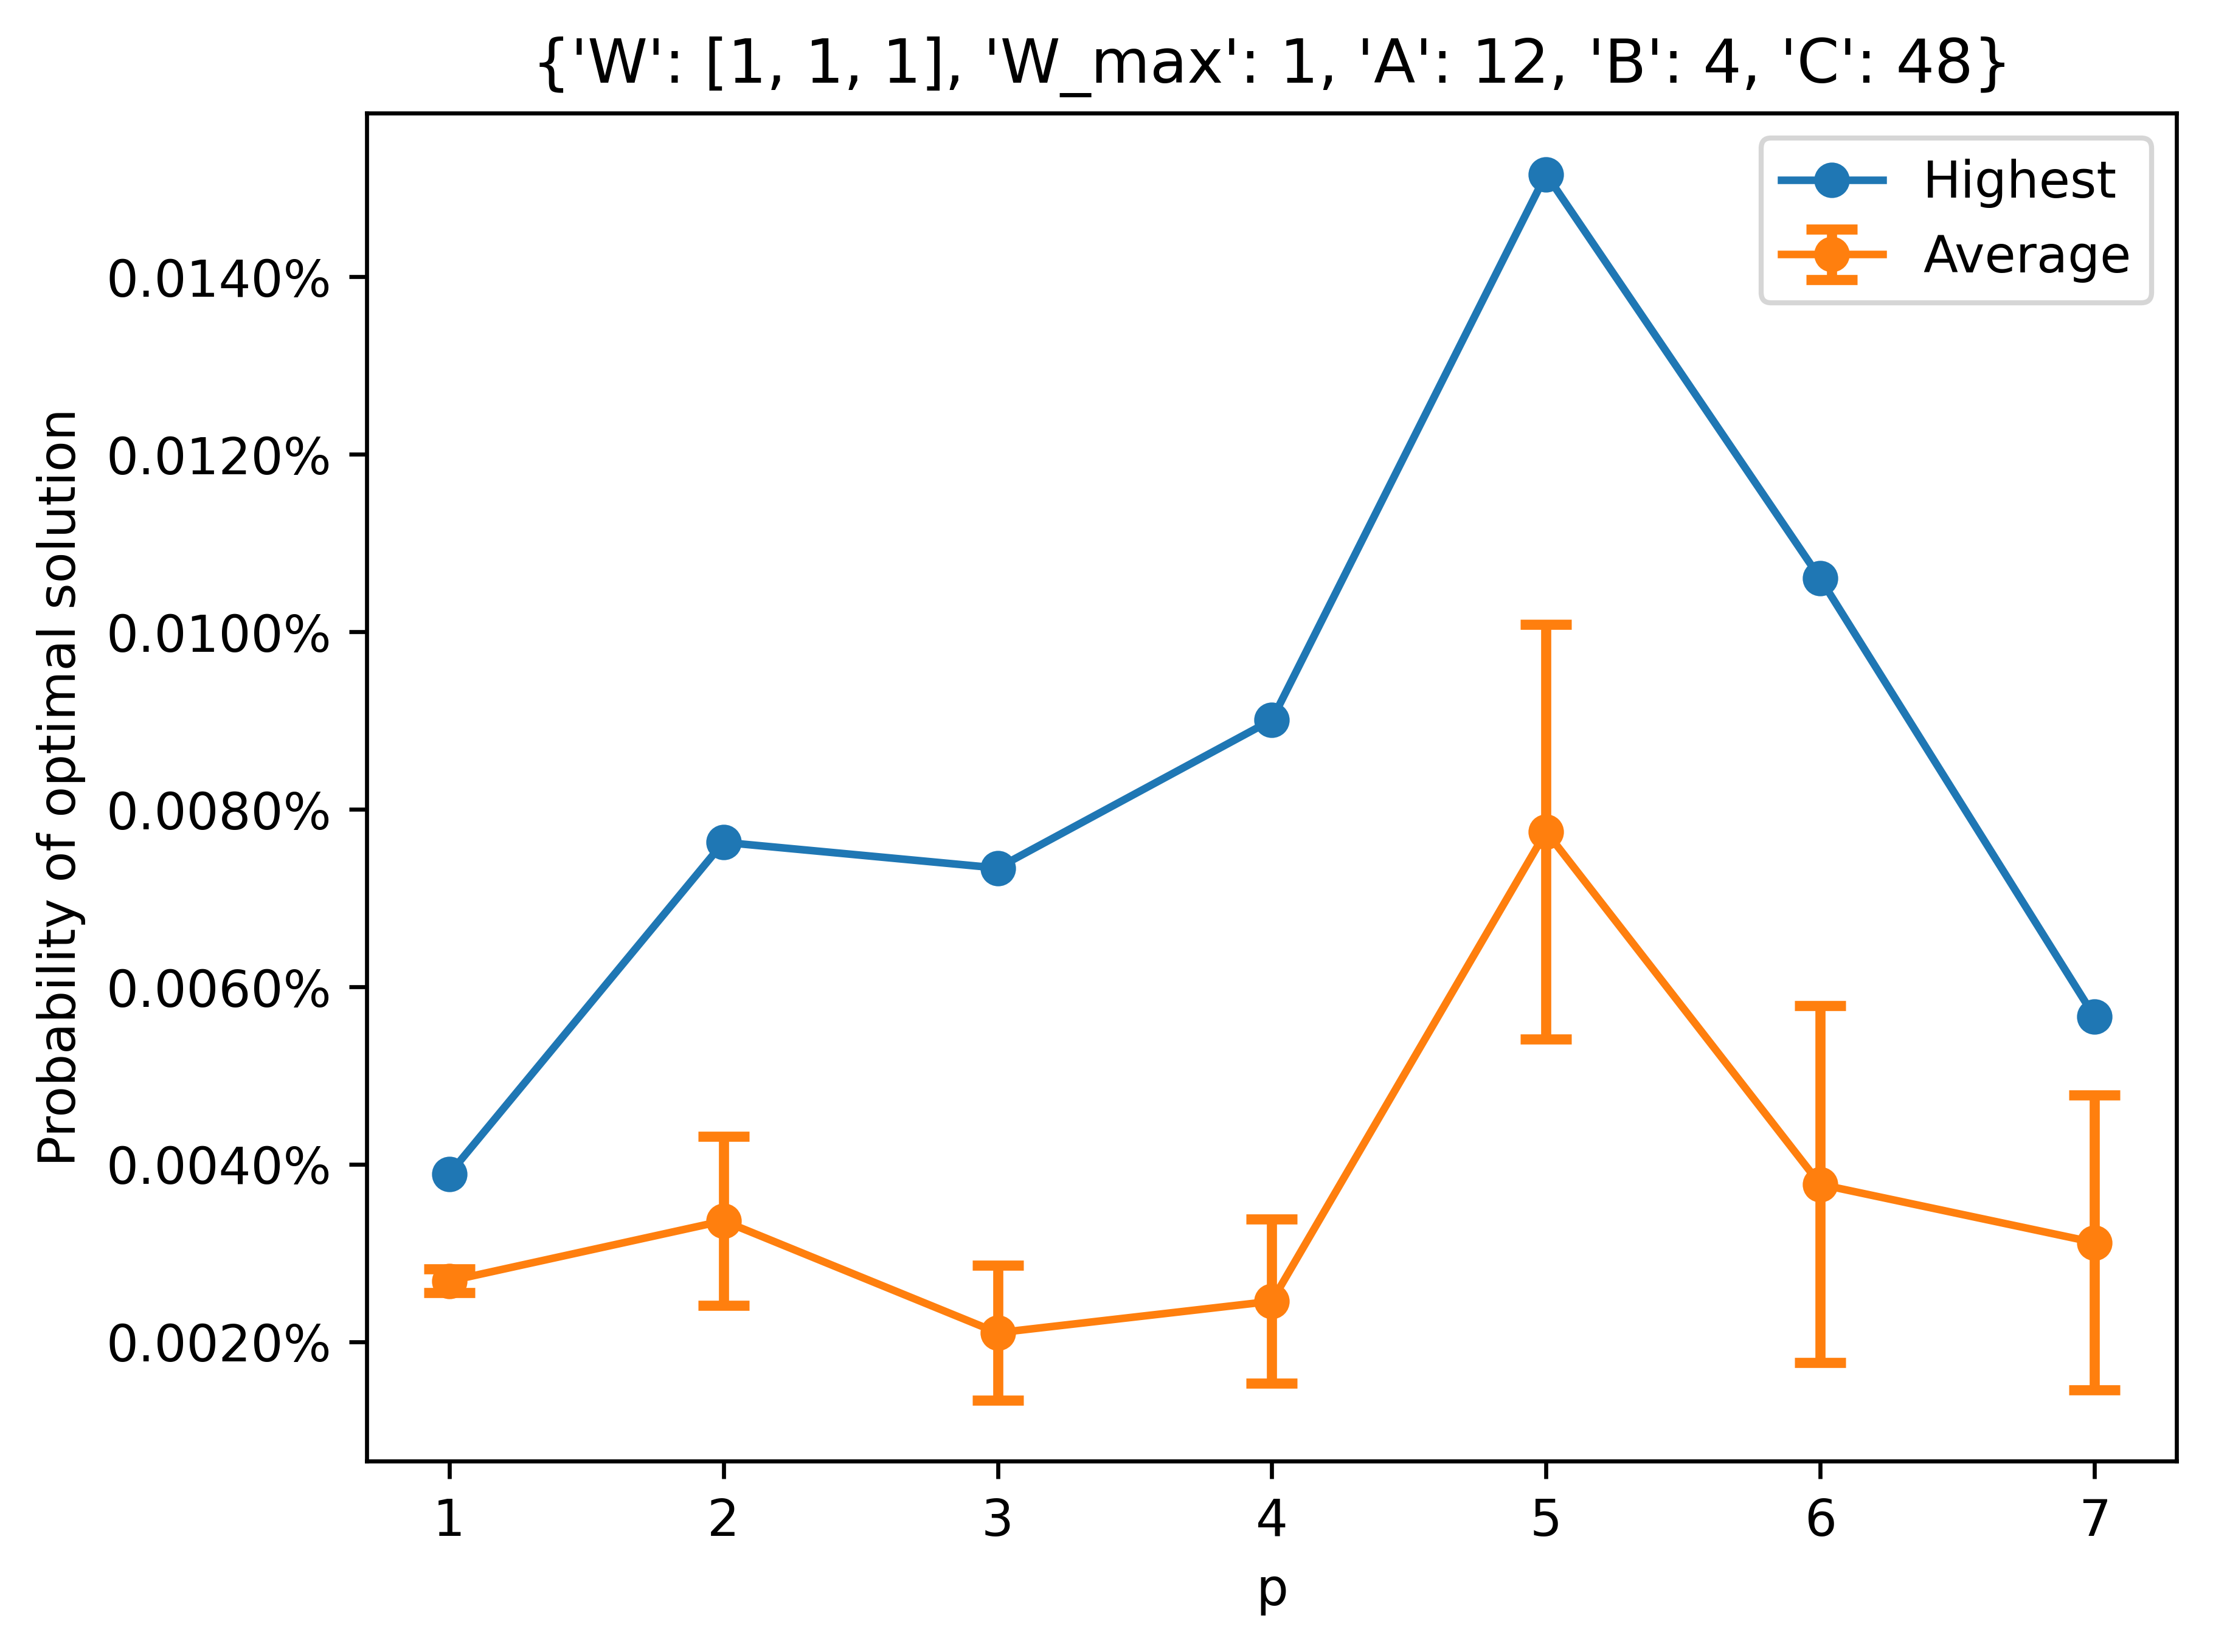 {'W': [1, 1, 1], 'W_max': 1, 'A': 12, 'B': 4, 'C': 48}
Highest
Average
Probability of optimal solution
0.0140%
0.0120%
0.0100%
0.0080%
0.0060%
0.0040%
0.0020%
1 2 3 4 5 6 7
p